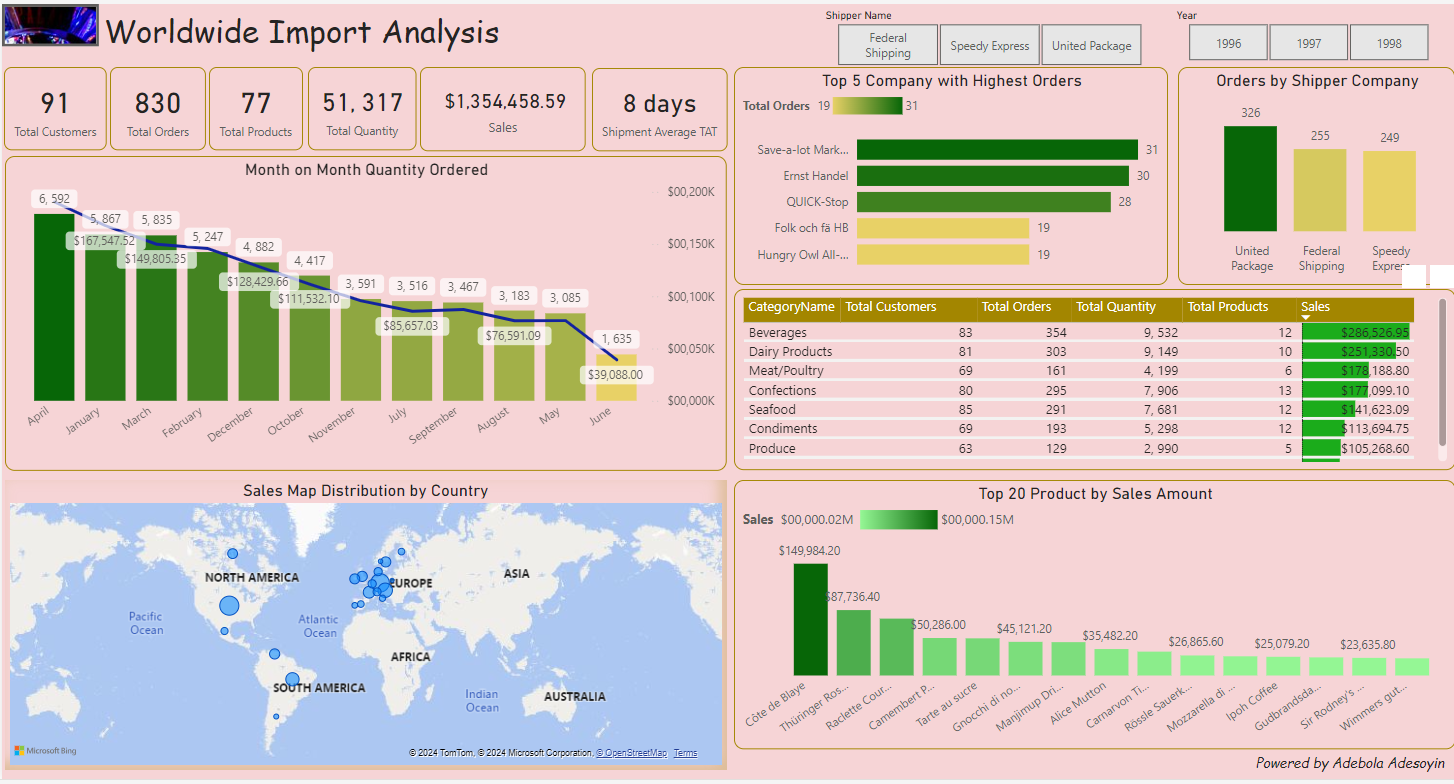 Worldwide Import Analysis
Shipper Name
Federal Shipping
Speedy Express
United Package
Year
1996
1997
1998
91
Total Customers
830
Total Orders
77
Total Products
51, 317
Total Quantity
$1,354,458.59
Sales
8 days
Shipment Average TAT
Top 5 Company with Highest Orders
Total Orders 19 31
Save-a-lot Mark... 31
Ernst Handel 30
QUICK-Stop 28
Folk och fä HB 19
Hungry Owl All-... 19
Orders by Shipper Company
326
255
249
United Package
Federal Shipping
Speedy
Month on Month Quantity Ordered
6, 592
5, 867
5, 835
5, 247
4, 882
4, 417
3, 591
3, 516
3, 467
3, 183
3, 085
1, 635
$167,547.52
$149,805.35
$128,429.66
$111,532.10
$85,657.03
$76,591.09
$39,088.00
$00,200K
$00,150K
$00,100K
$00,050K
$00,000K
April
January
March
February
December
October
November
July
September
August
May
June
CategoryName Total Customers Total Orders Total Quantity Total Products Sales
Beverages 83 354 9, 532 12 $286,526.95
Dairy Products 81 303 9, 149 10 $251,330.50
Meat/Poultry 69 161 4, 199 6 $178,188.80
Confections 80 295 7, 906 13 $177,099.10
Seafood 85 291 7, 681 12 $141,623.09
Condiments 69 193 5, 298 12 $113,694.75
Produce 63 129 2, 990 5 $105,268.60
Sales Map Distribution by Country
NORTH AMERICA
EUROPE
ASIA
Pacific Ocean
Atlantic Ocean
AFRICA
SOUTH AMERICA
Indian Ocean
AUSTRALIA
Microsoft Bing
© 2024 TomTom, © 2024 Microsoft Corporation, © OpenStreetMap Terms
Top 20 Product by Sales Amount
Sales $00,000.02M $00,000.15M
$149,984.20
$87,736.40
$50,286.00
$45,121.20
$35,482.20
$26,865.60
$25,079.20
$23,635.80
Côte de Blaye
Thüringer Ros...
Raclette Cour...
Camembert P...
Tarte au sucre
Gnocchi di no...
Manjimup Dri...
Alice Mutton
Carnarvon Ti...
Rössle Sauerk...
Mozzarella di ...
Ipoh Coffee
Gudbrandsda...
Sir Rodney's ...
Wimmers gut...
Powered by Adebola Adesoyin